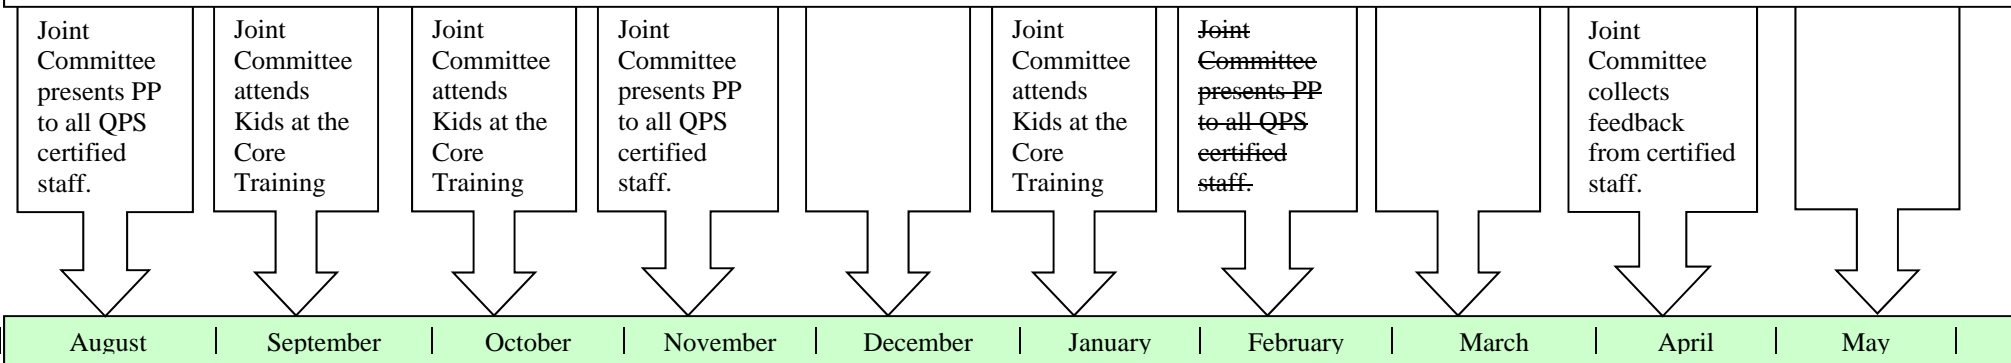 Joint
Committee
presents PP
to all QPS
certified
staff.
Joint
Committee
attends
Kids at the
Core
Training
Joint
Committee
attends
Kids at the
Core
Training
Joint
Committee
presents PP
to all QPS
certified
staff.
Joint
Committee
attends
Kids at the
Core
Training
Joint
Committee
presents PP
to all QPS
certified
staff.
Joint
Committee
collects
feedback
from certified
staff.
August | September | October | November | December | January | February | March | April | May |